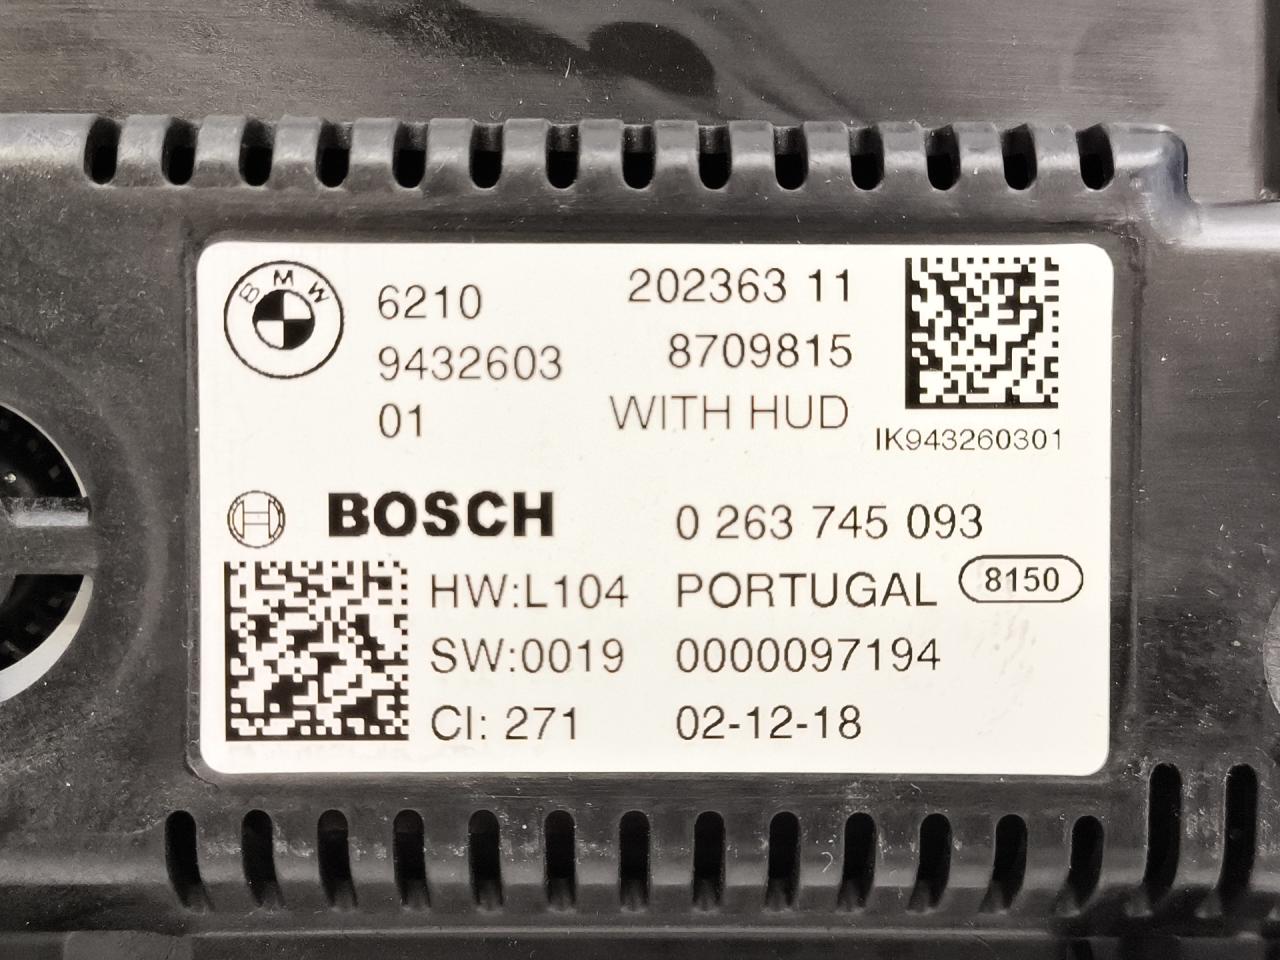 BMW
6210
202363 11
9432603
8709815
01
WITH HUD
IK943260301
BOSCH
0 263 745 093
HW:L104
PORTUGAL
8150
SW:0019
0000097194
CI: 271
02-12-18